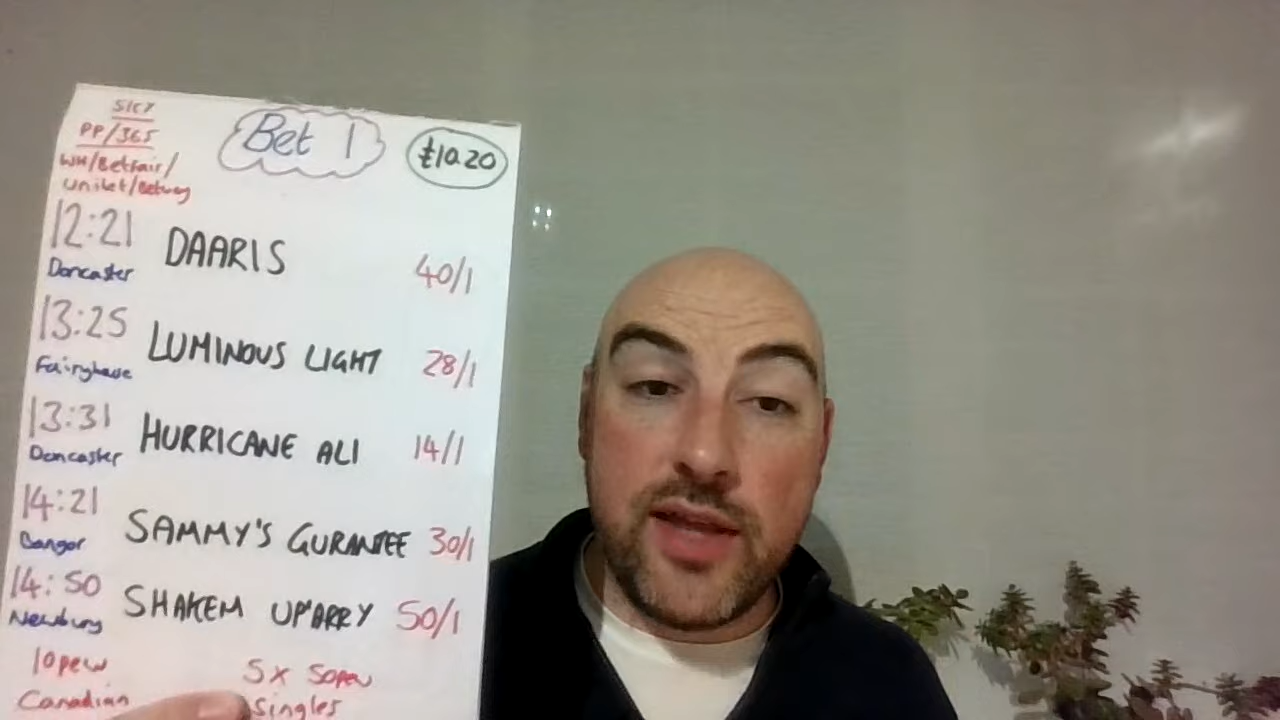 SKY
PP/365
WH/Betfair/
Unibet/Betway
Bet 1
£10.20
12:21 DAARIS 40/1
Doncaster
13:25 LUMINOUS LIGHT 28/1
Fairyhouse
13:31 HURRICANE ALI 14/1
Doncaster
14:21 SAMMY'S GURANTEE 30/1
Bangor
14:50 SHAKEM UP'ARRY 50/1
Newbury
10pew 5x 50pew
Canadian Singles